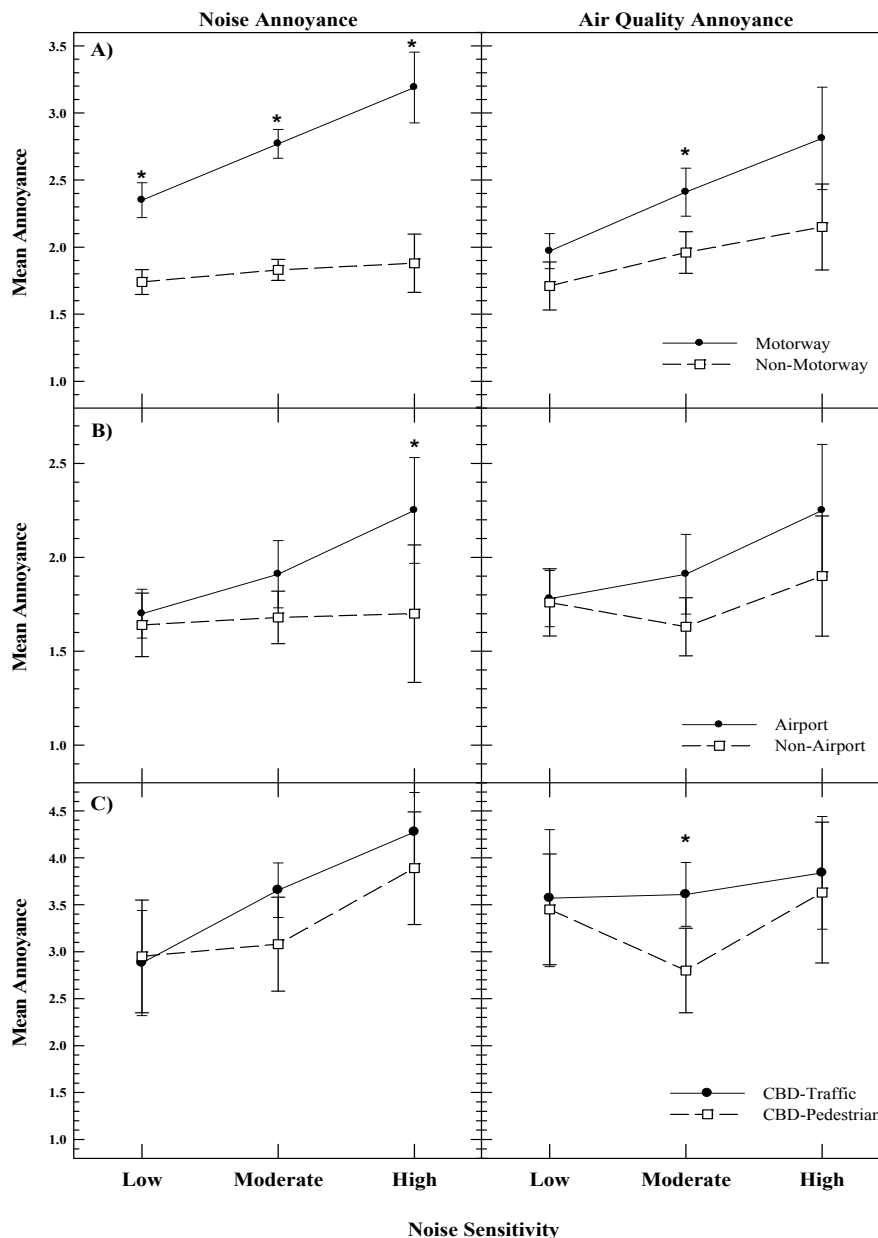 Noise Annoyance
Air Quality Annoyance
A)
*
*
*
*
3.5
3.0
2.5
2.0
1.5
1.0
Mean Annoyance
Motorway
Non-Motorway
B)
*
2.5
2.0
1.5
1.0
Mean Annoyance
Airport
Non-Airport
C)
*
4.5
4.0
3.5
3.0
2.5
2.0
1.5
1.0
Mean Annoyance
CBD-Traffic
CBD-Pedestrian
Low Moderate High Low Moderate High
Noise Sensitivity